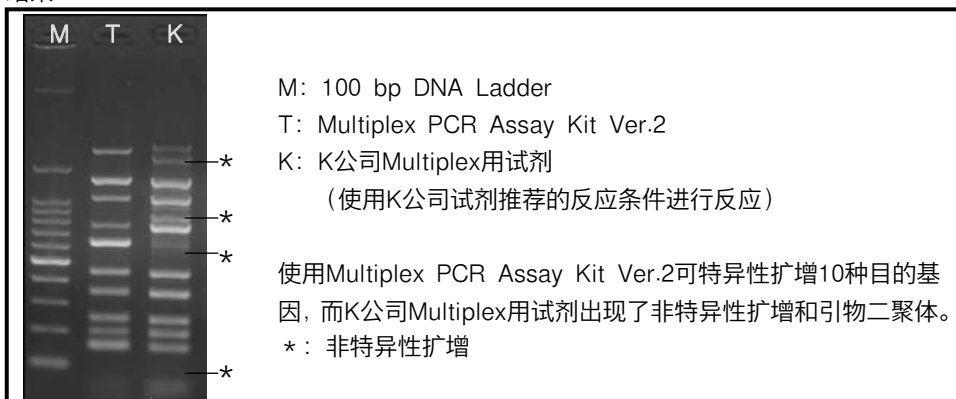 M T K
M: 100 bp DNA Ladder
T: Multiplex PCR Assay Kit Ver.2
* K: K公司Multiplex用试剂
（使用K公司试剂推荐的反应条件进行反应）
*
*
使用Multiplex PCR Assay Kit Ver.2可特异性扩增10种目的基
因, 而K公司Multiplex用试剂出现了非特异性扩增和引物二聚体。
*: 非特异性扩增
*